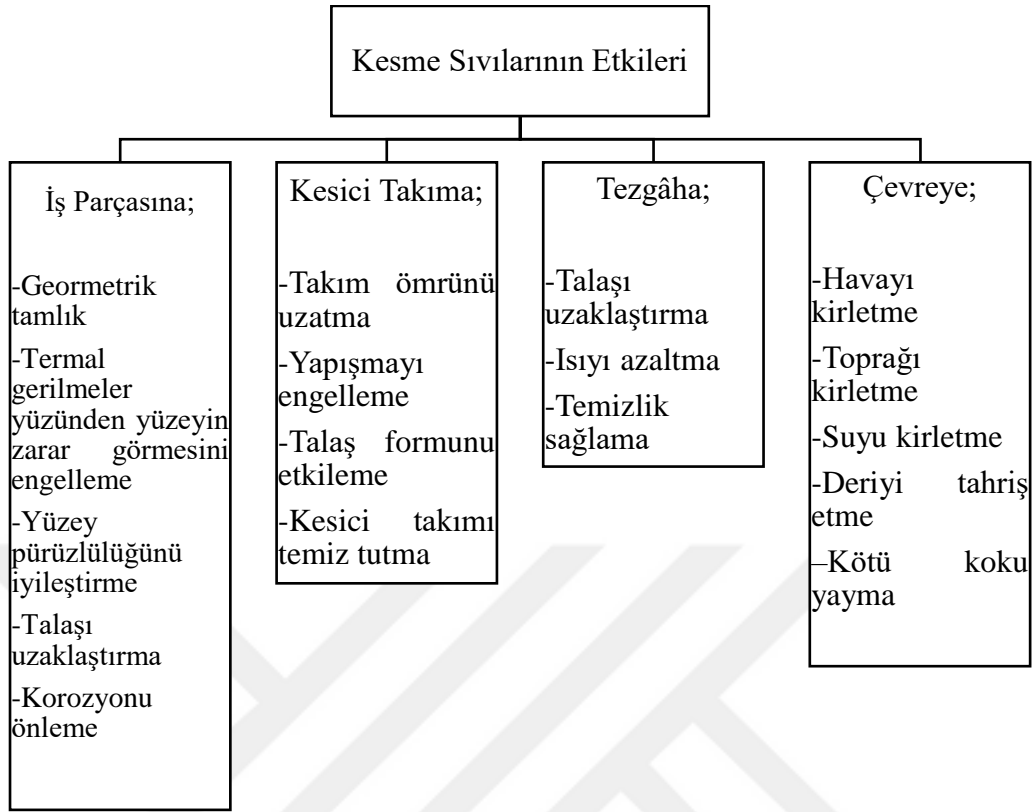 Kesme Sıvılarının Etkileri
İş Parçasına;
-Geormetrik
tamlık
-Termal
gerilmeler
yüzünden yüzeyin
zarar görmesini
engelleme
-Yüzey
pürüzlülüğünü
iyileştirme
-Talaşı
uzaklaştırma
-Korozyonu
önleme
Kesici Takıma;
-Takım ömrünü
uzatma
-Yapışmayı
engelleme
-Talaş formunu
etkileme
-Kesici takımı
temiz tutma
Tezgâha;
-Talaşı
uzaklaştırma
-Isıyı azaltma
-Temizlik
sağlama
Çevreye;
-Havayı
kirletme
-Toprağı
kirletme
-Suyu kirletme
-Deriyi tahriş
etme
–Kötü koku
yayma